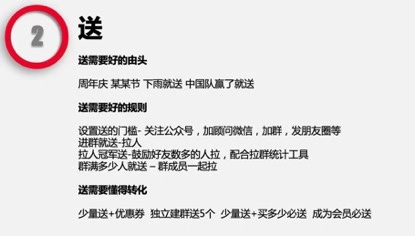 2
送
送需要好的由头
周年庆 某某节 下雨就送 中国队赢了就送
送需要好的规则
设置送的门槛- 关注公众号，加顾问微信，加群，发朋友圈等
进群就送-拉人
拉人冠军送-鼓励好友数多的人拉，配合拉群统计工具
群满多少人就送 – 群成员一起拉
送需要懂得转化
少量送+优惠券 独立建群送5个 少量送+买多少必送 成为会员必送